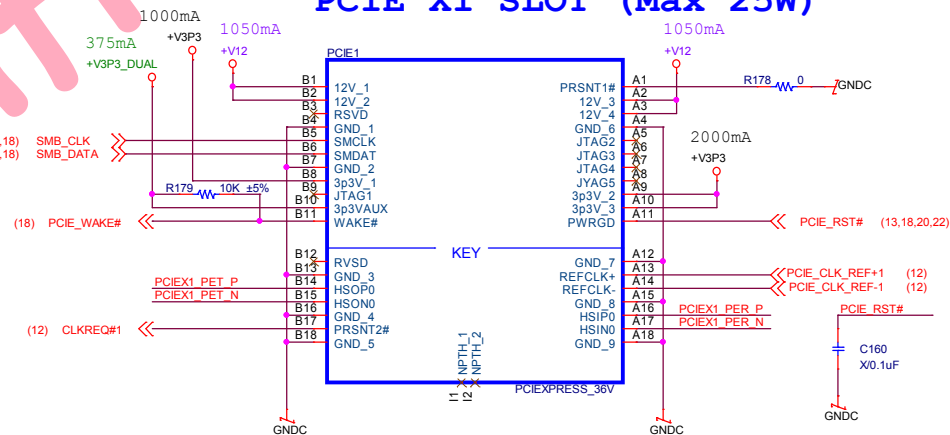 PCIE X1 SLOT (Max 25W)
1000mA
+V3P3
375mA
+V3P3_DUAL
1050mA
+V12
1050mA
+V12
2000mA
+V3P3
PCIE1
B1 12V_1
B2 12V_2
B3 RSVD
B4 GND_1
B5 SMCLK
B6 SMDAT
B7 GND_2
B8 3p3V_1
B9 JTAG1
B10 3p3VAUX
B11 WAKE#
B12 RVSD
B13 GND_3
B14 HSOP0
B15 HSON0
B16 GND_4
B17 PRSNT2#
B18 GND_5
PRSNT1# A1
12V_3 A2
12V_4 A3
GND_6 A4
JTAG2 A5
JTAG3 A6
JTAG4 A7
JYAG5 A8
3p3V_2 A9
3p3V_3 A10
PWRGD A11
GND_7 A12
REFCLK+ A13
REFCLK- A14
GND_8 A15
HSIP0 A16
HSIN0 A17
GND_9 A18
KEY
NPTH_1
NPTH_2
I1
I2
PCIEXPRESS_36V
,18) SMB_CLK
,18) SMB_DATA
R179 10K ±5%
(18) PCIE_WAKE#
PCIEX1_PET_P
PCIEX1_PET_N
(12) CLKREQ#1
GNDC
R178 0
GNDC
PCIE_RST# (13,18,20,22)
PCIE_CLK_REF+1 (12)
PCIE_CLK_REF-1 (12)
PCIEX1_PER_P
PCIEX1_PER_N
GNDC
PCIE_RST#
C160
X/0.1uF
GNDC